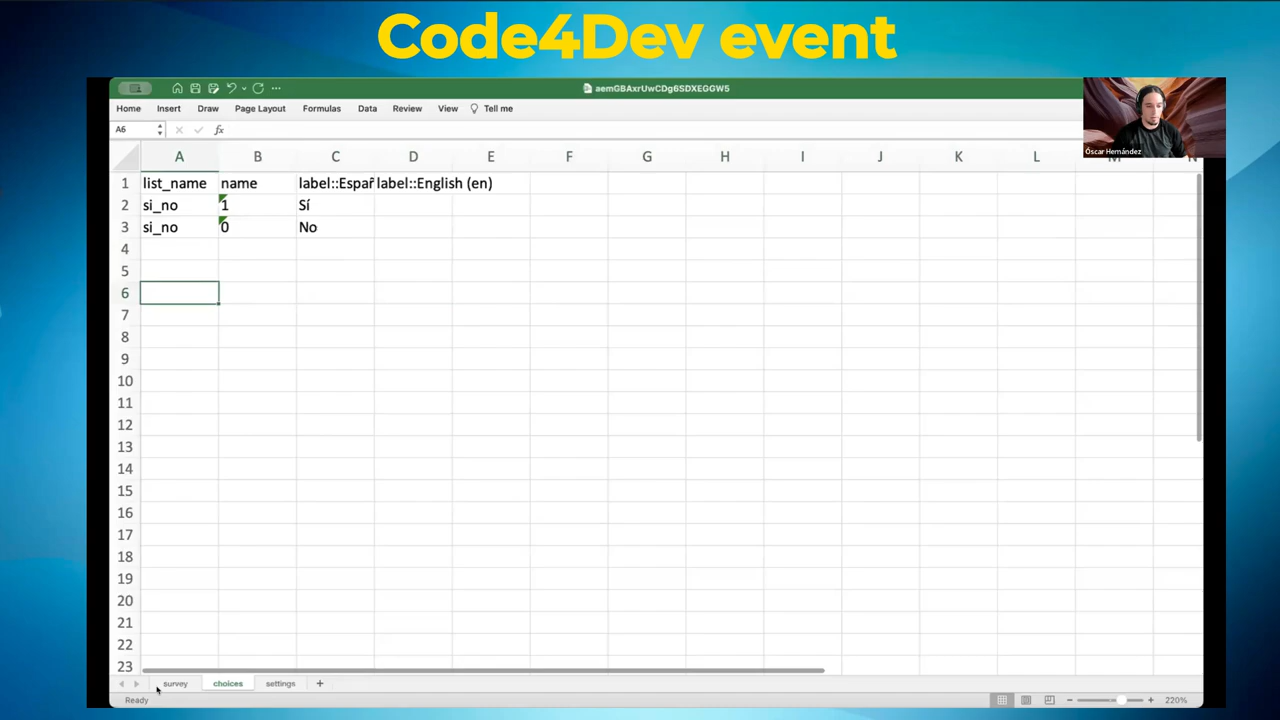 Code4Dev event
aemGBAxrUwCDg6SDXEGGW5
Home Insert Draw Page Layout Formulas Data Review View Tell me
Óscar Hernández
A6 fx
A B C D E F G H I J K L M N
1 list_name name label::Españ label::English (en)
2 si_no 1 Sí
3 si_no 0 No
4
5
6
7
8
9
10
11
12
13
14
15
16
17
18
19
20
21
22
23
survey choices settings +
Ready 220%